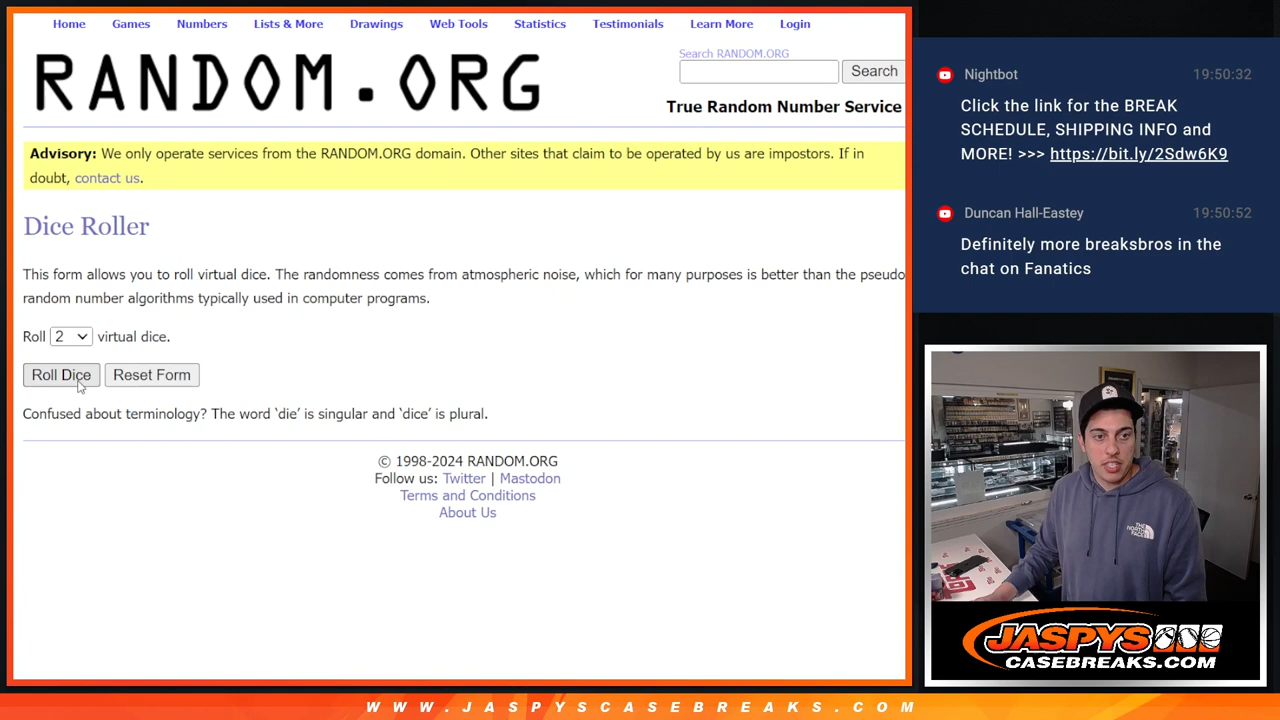 Home Games Numbers Lists & More Drawings Web Tools Statistics Testimonials Learn More Login
RANDOM.ORG
Search RANDOM.ORG
Search
True Random Number Service
Advisory: We only operate services from the RANDOM.ORG domain. Other sites that claim to be operated by us are impostors. If in
doubt, contact us.
Dice Roller
This form allows you to roll virtual dice. The randomness comes from atmospheric noise, which for many purposes is better than the pseudo
random number algorithms typically used in computer programs.
Roll 2 virtual dice.
Roll Dice Reset Form
Confused about terminology? The word ‘die’ is singular and ‘dice’ is plural.
© 1998-2024 RANDOM.ORG
Follow us: Twitter | Mastodon
Terms and Conditions
About Us
Nightbot 19:50:32
Click the link for the BREAK
SCHEDULE, SHIPPING INFO and
MORE! >>> https://bit.ly/2Sdw6K9
Duncan Hall-Eastey 19:50:52
Definitely more breaksbros in the
chat on Fanatics
THE
NORTH
FACE
JASPYS
CASEBREAKS.COM
WWW.JASPYSCASEBREAKS.COM